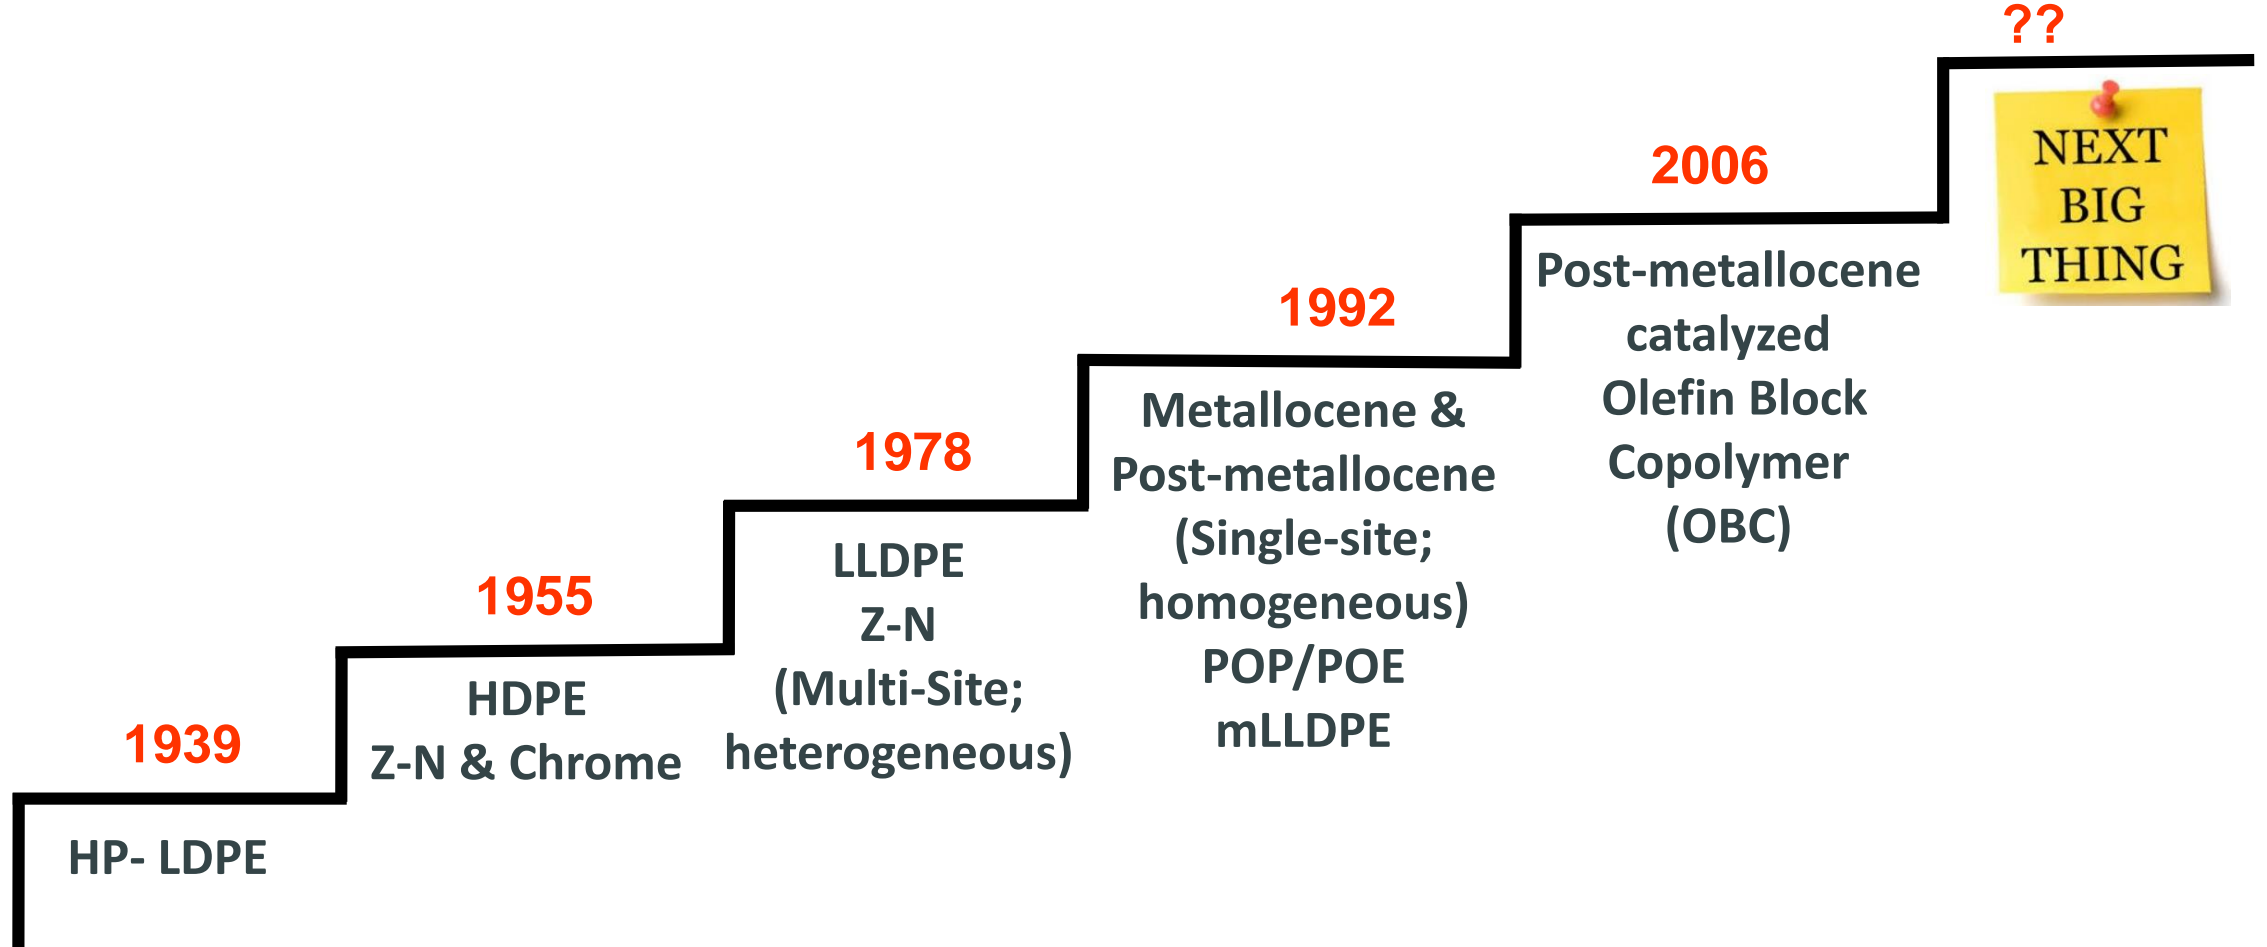 1939
HP- LDPE
1955
HDPE
Z-N & Chrome
1978
LLDPE
Z-N
(Multi-Site;
heterogeneous)
1992
Metallocene &
Post-metallocene
(Single-site;
homogeneous)
POP/POE
mLLDPE
2006
Post-metallocene
catalyzed
Olefin Block
Copolymer
(OBC)
??
NEXT
BIG
THING